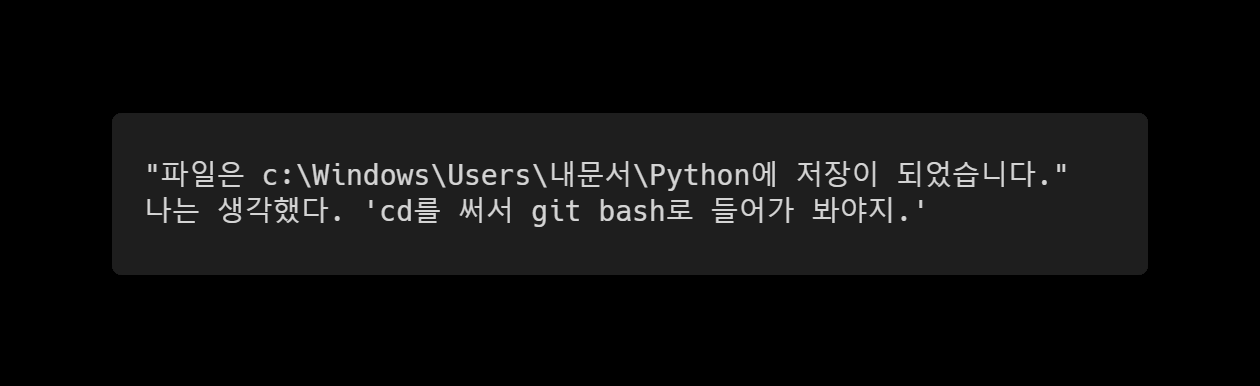 "파일은 c:\Windows\Users\내문서\Python에 저장이 되었습니다."
나는 생각했다. 'cd를 써서 git bash로 들어가 봐야지.'